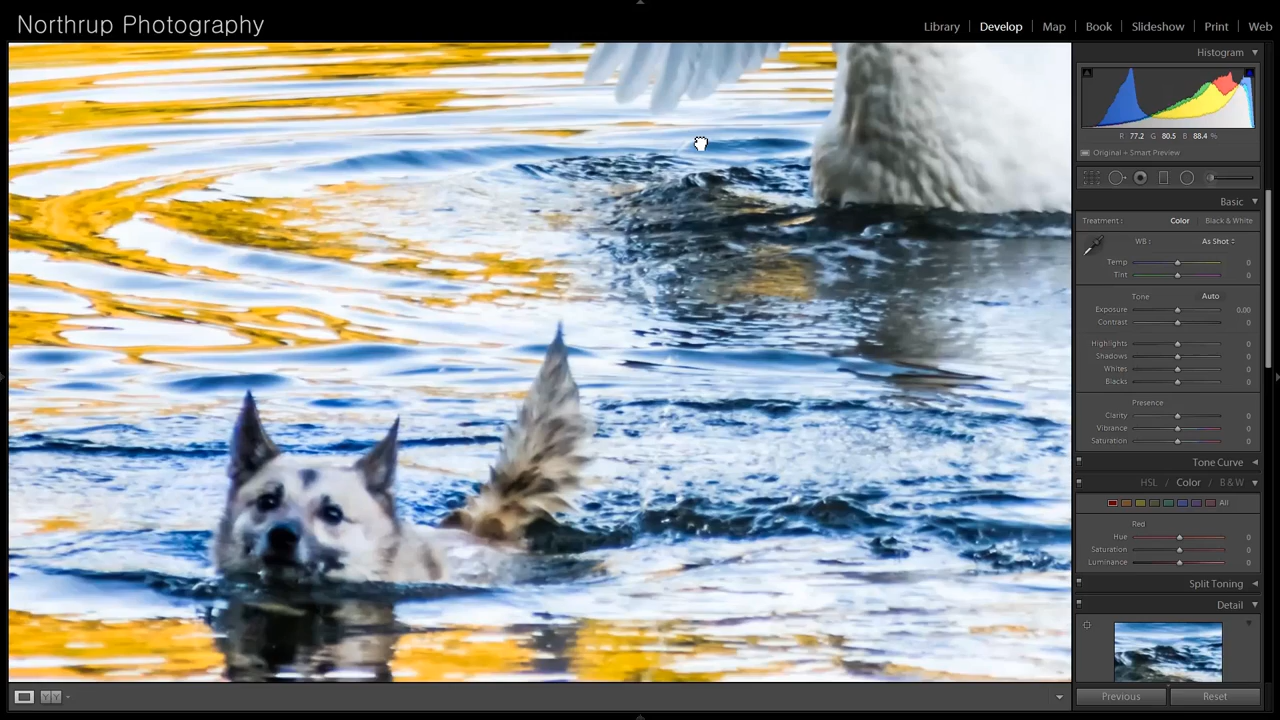 Northrup Photography
Library | Develop | Map | Book | Slideshow | Print | Web
Histogram
R 77.2 G 80.5 B 88.4 %
Original + Smart Preview
Basic
Treatment : Color Black & White
WB : As Shot
Temp 0
Tint 0
Tone Auto
Exposure 0.00
Contrast 0
Highlights 0
Shadows 0
Whites 0
Blacks 0
Presence
Clarity 0
Vibrance 0
Saturation 0
Tone Curve
HSL / Color / B & W
All
Red
Hue 0
Saturation 0
Luminance 0
Split Toning
Detail
Y Y
Previous Reset